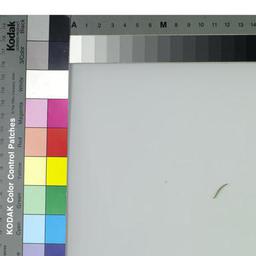 A 1 2 3 4 5 6 M 8 9 10 11 12 13 14
Kodak
Black
3/Color
White
Magenta
Red
Yellow
Green
Cyan
Blue
KODAK Color Control Patches